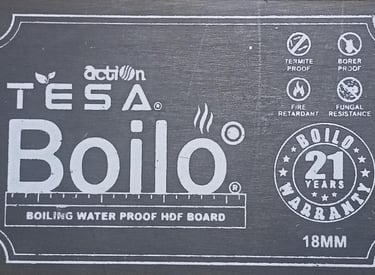 action
TESA®
Boilo®
BOILING WATER PROOF HDF BOARD
TERMITE
PROOF
BORER
PROOF
FIRE
RETARDANT
FUNGAL
RESISTANCE
BOILO
21
YEARS
WARRANTY
18MM